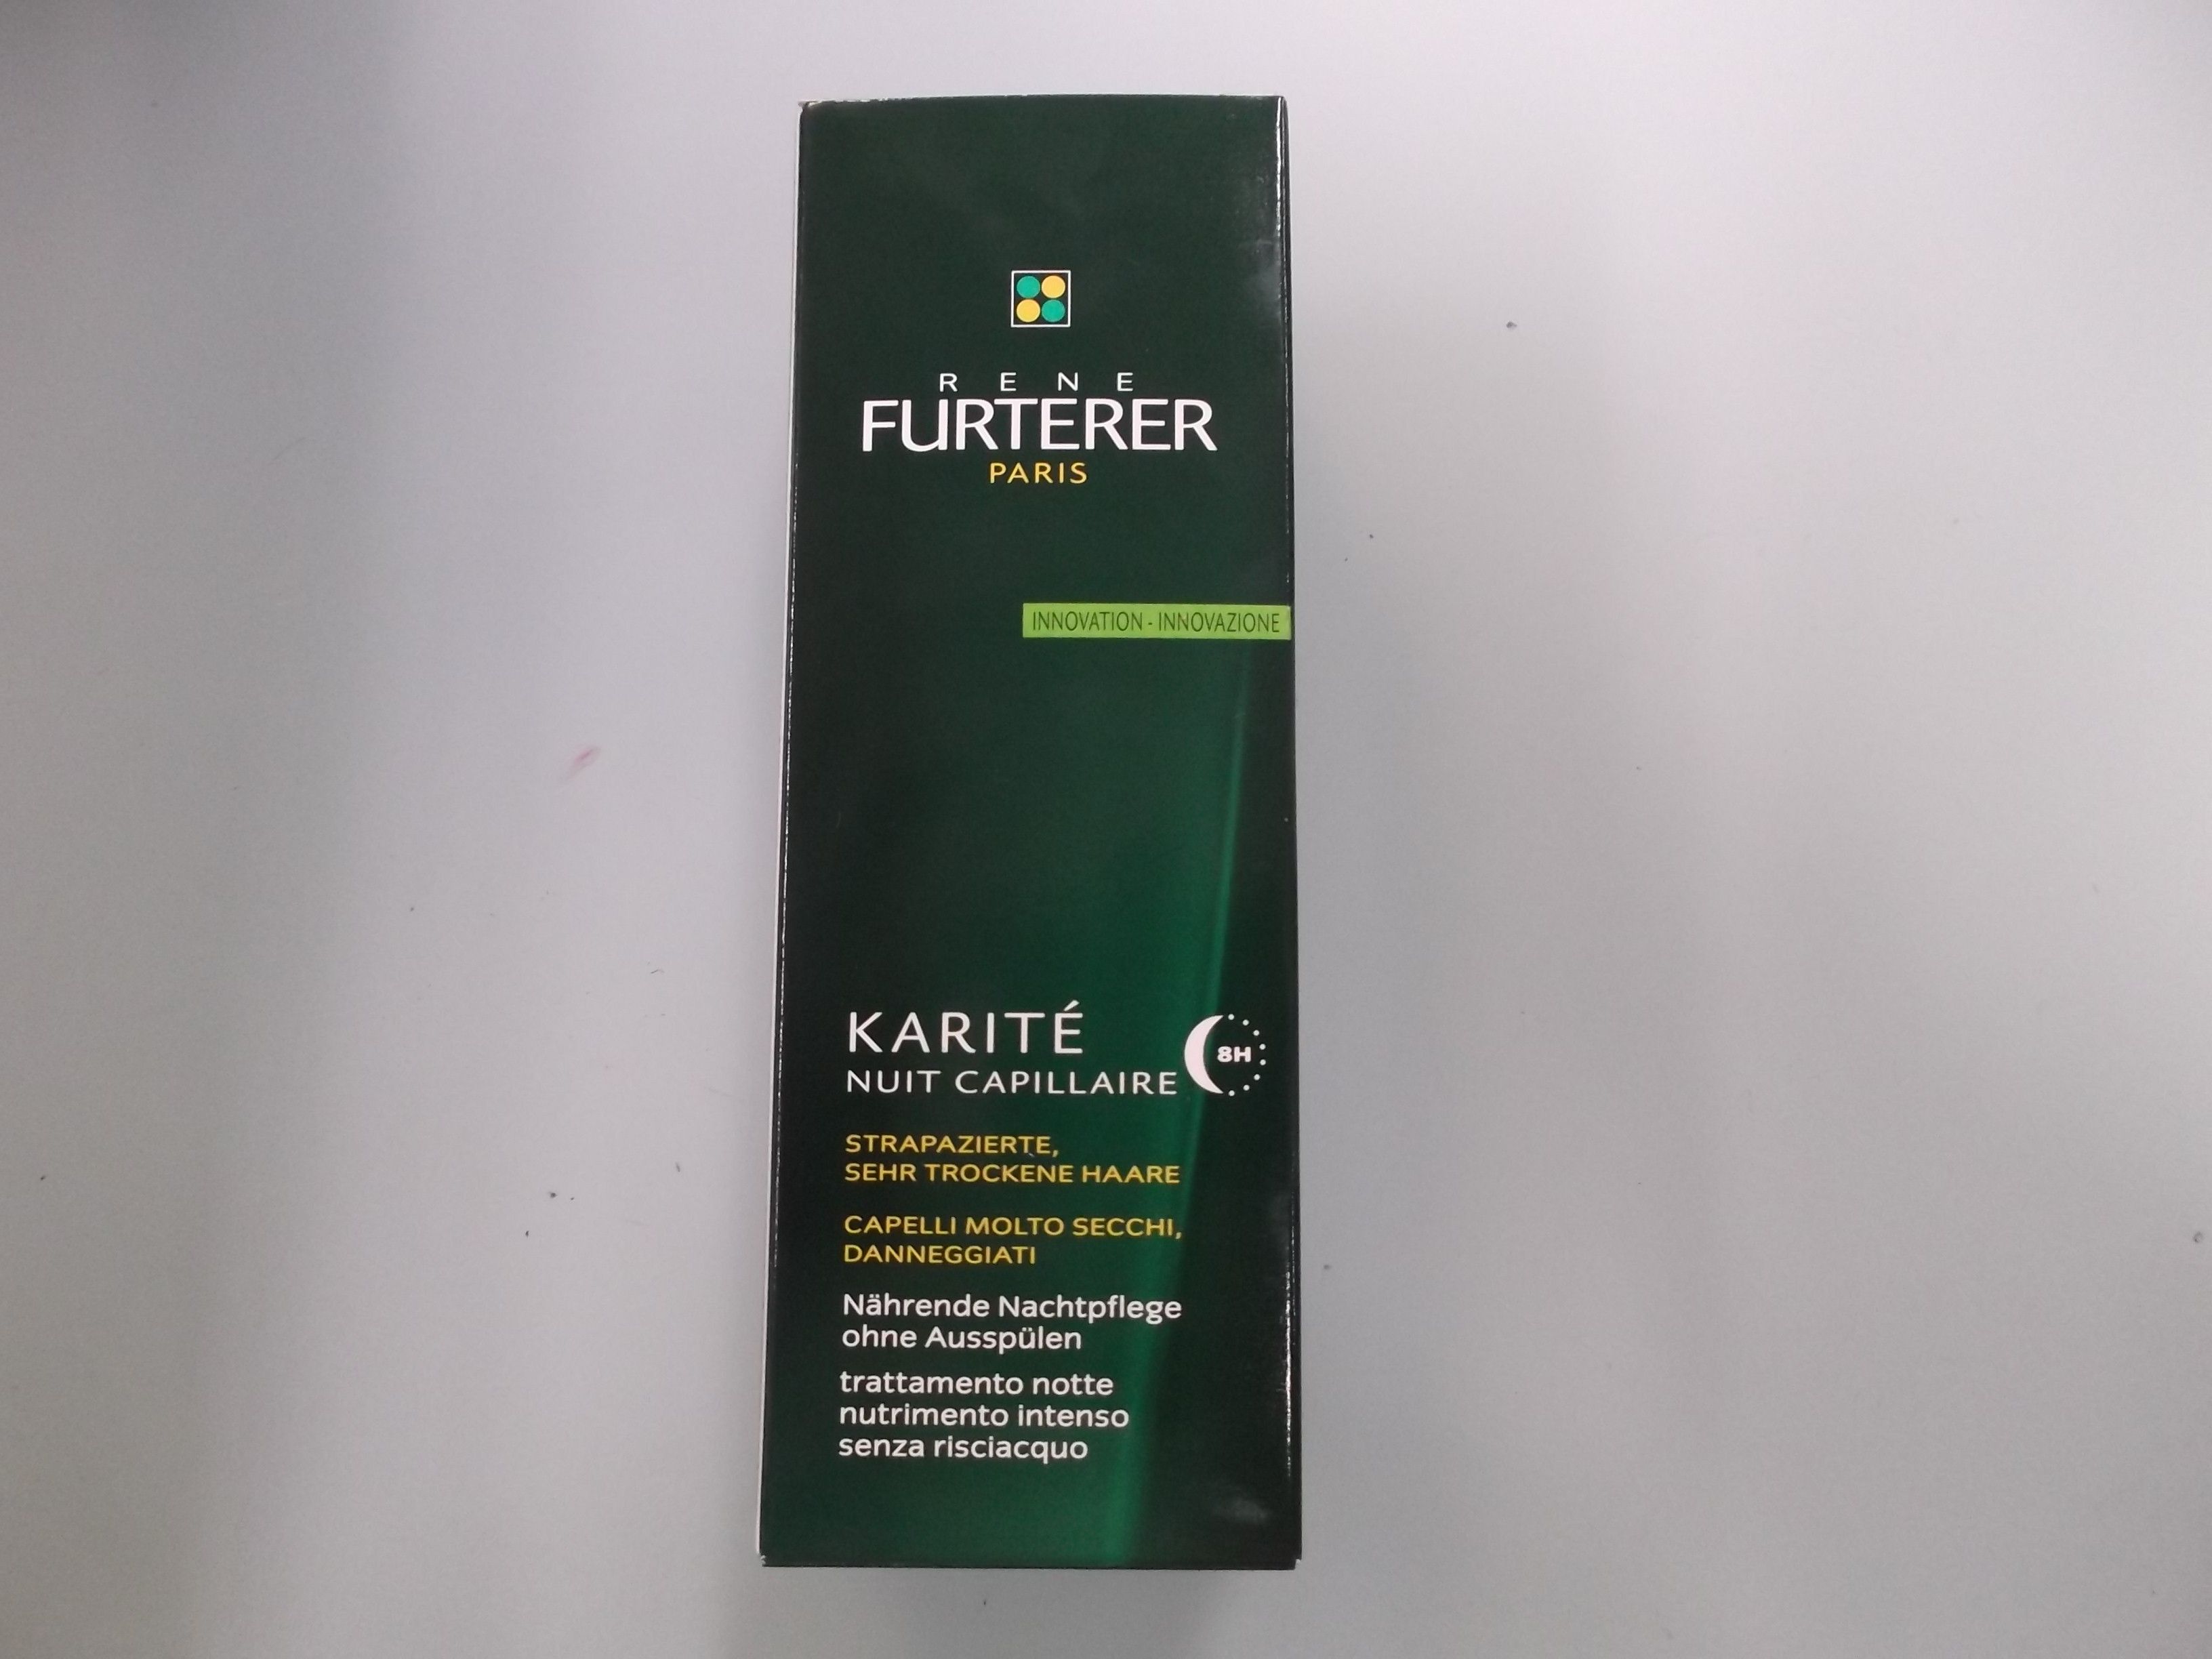 RENE
FURTERER
PARIS
INNOVATION - INNOVAZIONE
KARITÉ
NUIT CAPILLAIRE
8H
STRAPAZIERTE,
SEHR TROCKENE HAARE
CAPELLI MOLTO SECCHI,
DANNEGGIATI
Nährende Nachtpflege
ohne Ausspülen
trattamento notte
nutrimento intenso
senza risciacquo